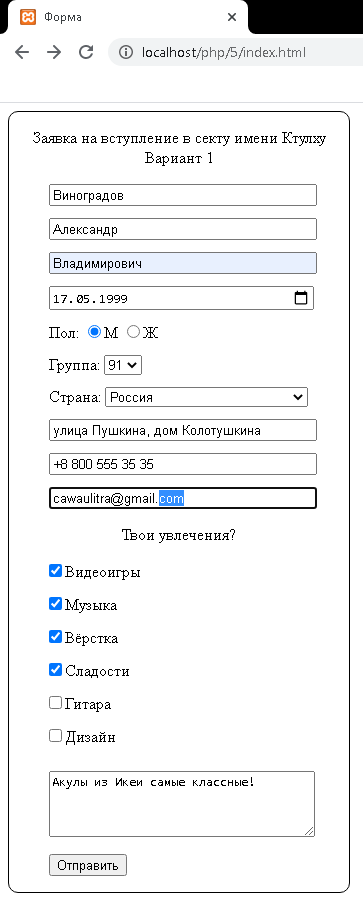 Форма
localhost/php/5/index.html
Заявка на вступление в секту имени Ктулху
Вариант 1
Виноградов
Александр
Владимирович
17.05.1999
Пол: М Ж
Группа: 91
Страна: Россия
улица Пушкина, дом Колотушкина
+8 800 555 35 35
cawaulitra@gmail.com
Твои увлечения?
Видеоигры
Музыка
Вёрстка
Сладости
Гитара
Дизайн
Акулы из Икеи самые классные!
Отправить